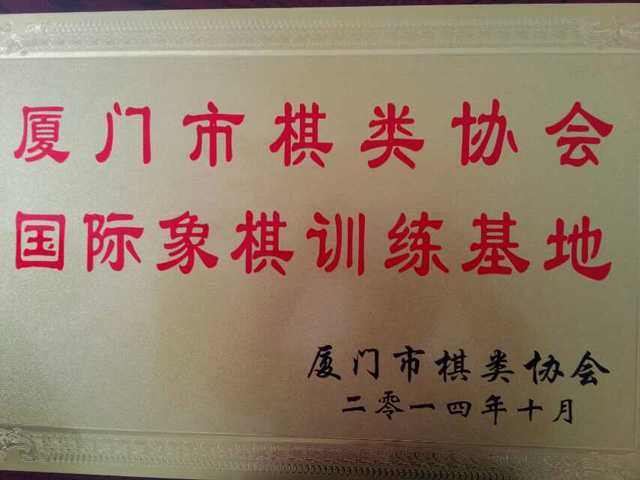 厦门市棋类协会
国际象棋训练基地
厦门市棋类协会
二零一四年十月